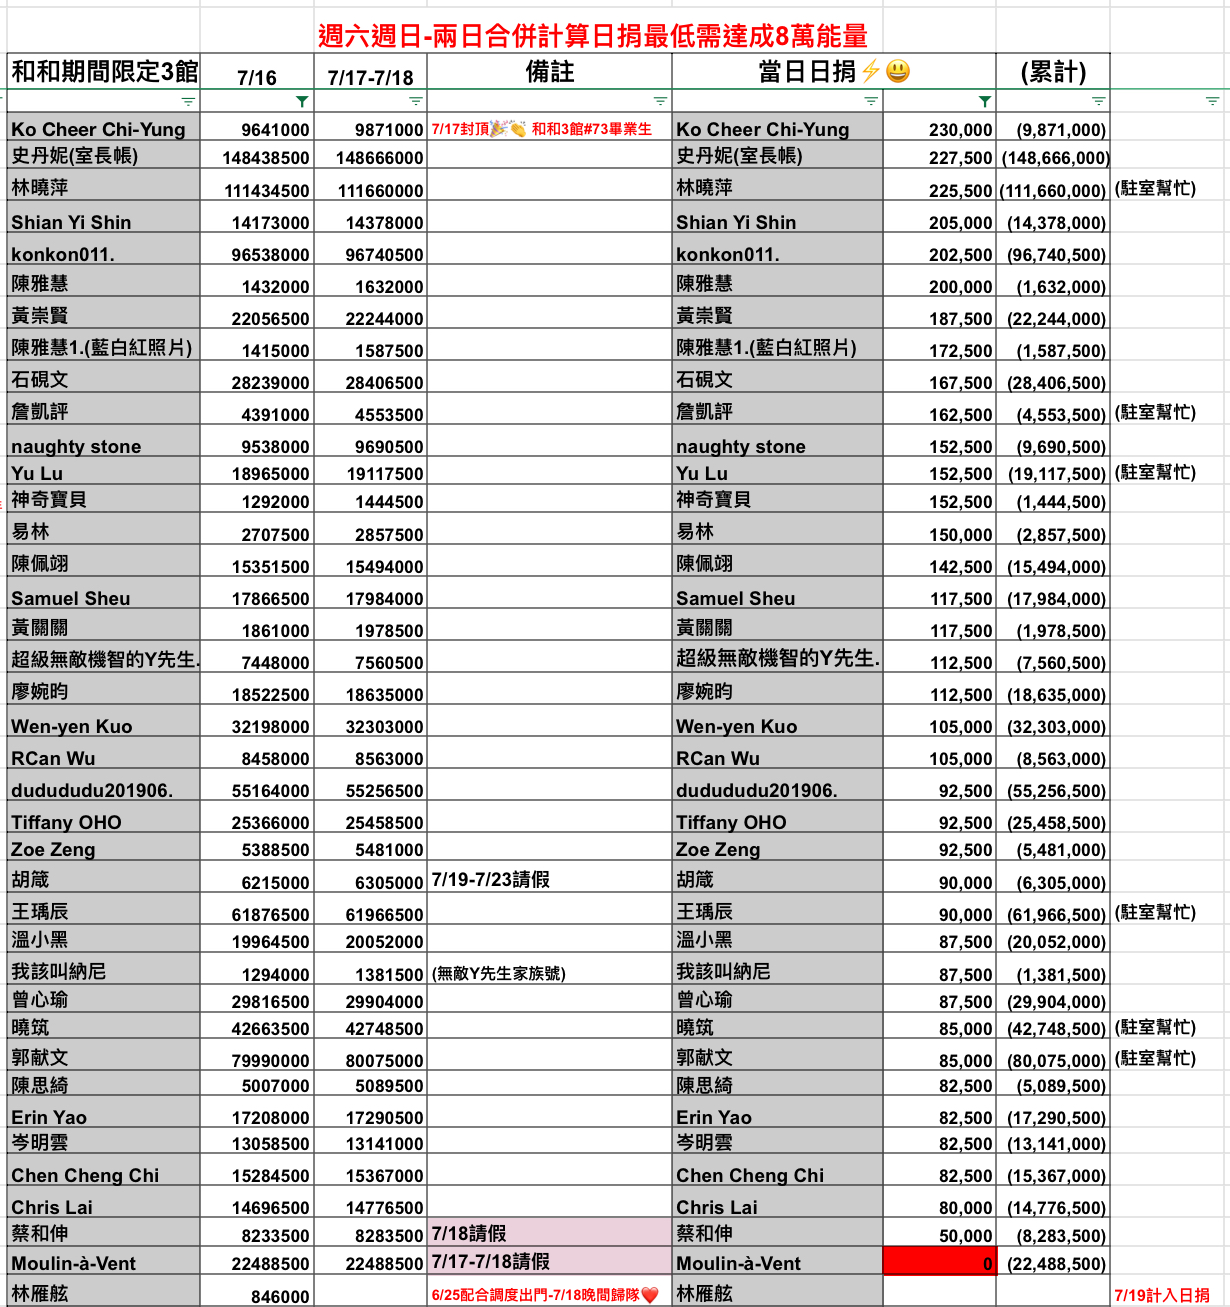 週六週日-兩日合併計算日捐最低需達成8萬能量
和和期間限定3館 7/16 7/17-7/18 備註 當日日捐⚡😃 (累計)
Ko Cheer Chi-Yung 9641000 9871000 7/17封頂🎉👏 和和3館#73畢業生 Ko Cheer Chi-Yung 230,000 (9,871,000)
史丹妮(室長帳) 148438500 148666000 史丹妮(室長帳) 227,500 (148,666,000)
林曉萍 111434500 111660000 林曉萍 225,500 (111,660,000) (駐室幫忙)
Shian Yi Shin 14173000 14378000 Shian Yi Shin 205,000 (14,378,000)
konkon011. 96538000 96740500 konkon011. 202,500 (96,740,500)
陳雅慧 1432000 1632000 陳雅慧 200,000 (1,632,000)
黃崇賢 22056500 22244000 黃崇賢 187,500 (22,244,000)
陳雅慧1.(藍白紅照片) 1415000 1587500 陳雅慧1.(藍白紅照片) 172,500 (1,587,500)
石硯文 28239000 28406500 石硯文 167,500 (28,406,500)
詹凱評 4391000 4553500 詹凱評 162,500 (4,553,500) (駐室幫忙)
naughty stone 9538000 9690500 naughty stone 152,500 (9,690,500)
Yu Lu 18965000 19117500 Yu Lu 152,500 (19,117,500) (駐室幫忙)
神奇寶貝 1292000 1444500 神奇寶貝 152,500 (1,444,500)
易林 2707500 2857500 易林 150,000 (2,857,500)
陳佩翊 15351500 15494000 陳佩翊 142,500 (15,494,000)
Samuel Sheu 17866500 17984000 Samuel Sheu 117,500 (17,984,000)
黃關關 1861000 1978500 黃關關 117,500 (1,978,500)
超級無敵機智的Y先生. 7448000 7560500 超級無敵機智的Y先生. 112,500 (7,560,500)
廖婉昀 18522500 18635000 廖婉昀 112,500 (18,635,000)
Wen-yen Kuo 32198000 32303000 Wen-yen Kuo 105,000 (32,303,000)
RCan Wu 8458000 8563000 RCan Wu 105,000 (8,563,000)
dudududu201906. 55164000 55256500 dudududu201906. 92,500 (55,256,500)
Tiffany OHO 25366000 25458500 Tiffany OHO 92,500 (25,458,500)
Zoe Zeng 5388500 5481000 Zoe Zeng 92,500 (5,481,000)
胡箴 6215000 6305000 7/19-7/23請假 胡箴 90,000 (6,305,000)
王瑀辰 61876500 61966500 王瑀辰 90,000 (61,966,500) (駐室幫忙)
溫小黑 19964500 20052000 溫小黑 87,500 (20,052,000)
我該叫納尼 1294000 1381500 (無敵Y先生家族號) 我該叫納尼 87,500 (1,381,500)
曾心瑜 29816500 29904000 曾心瑜 87,500 (29,904,000)
曉筑 42663500 42748500 曉筑 85,000 (42,748,500) (駐室幫忙)
郭献文 79990000 80075000 郭献文 85,000 (80,075,000) (駐室幫忙)
陳思綺 5007000 5089500 陳思綺 82,500 (5,089,500)
Erin Yao 17208000 17290500 Erin Yao 82,500 (17,290,500)
岑明雲 13058500 13141000 岑明雲 82,500 (13,141,000)
Chen Cheng Chi 15284500 15367000 Chen Cheng Chi 82,500 (15,367,000)
Chris Lai 14696500 14776500 Chris Lai 80,000 (14,776,500)
蔡和伸 8233500 8283500 7/18請假 蔡和伸 50,000 (8,283,500)
Moulin-à-Vent 22488500 22488500 7/17-7/18請假 Moulin-à-Vent 0 (22,488,500)
林雁舷 846000 6/25配合調度出門-7/18晚間歸隊❤️ 林雁舷 7/19計入日捐